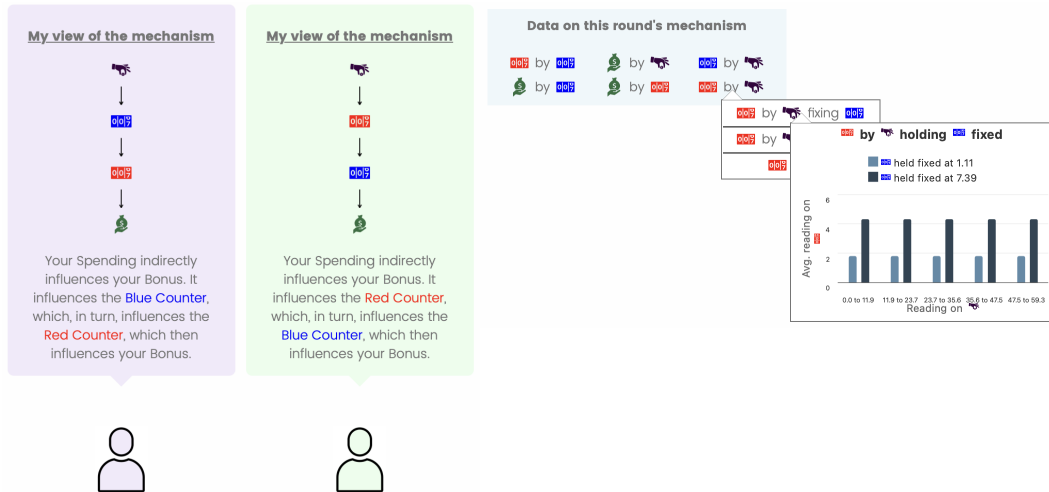 My view of the mechanism
Your Spending indirectly
influences your Bonus. It
influences the Blue Counter,
which, in turn, influences the
Red Counter, which then
influences your Bonus.
My view of the mechanism
Your Spending indirectly
influences your Bonus. It
influences the Red Counter,
which, in turn, influences the
Blue Counter, which then
influences your Bonus.
Data on this round's mechanism
by by by
by by by
by fixing
by
by holding fixed
held fixed at 1.11
held fixed at 7.39
Avg. reading on
6
4
2
0
0.0 to 11.9 11.9 to 23.7 23.7 to 35.6 35.6 to 47.5 47.5 to 59.3
Reading on